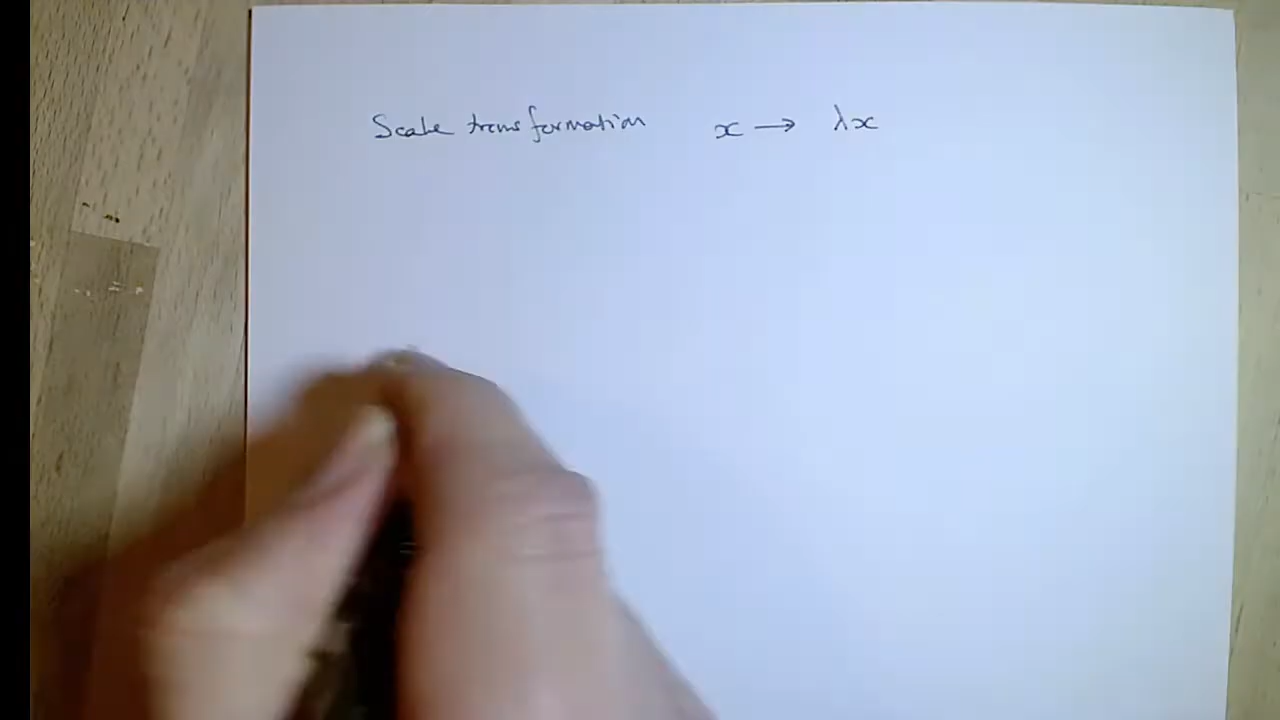 Scale transformation x → λx